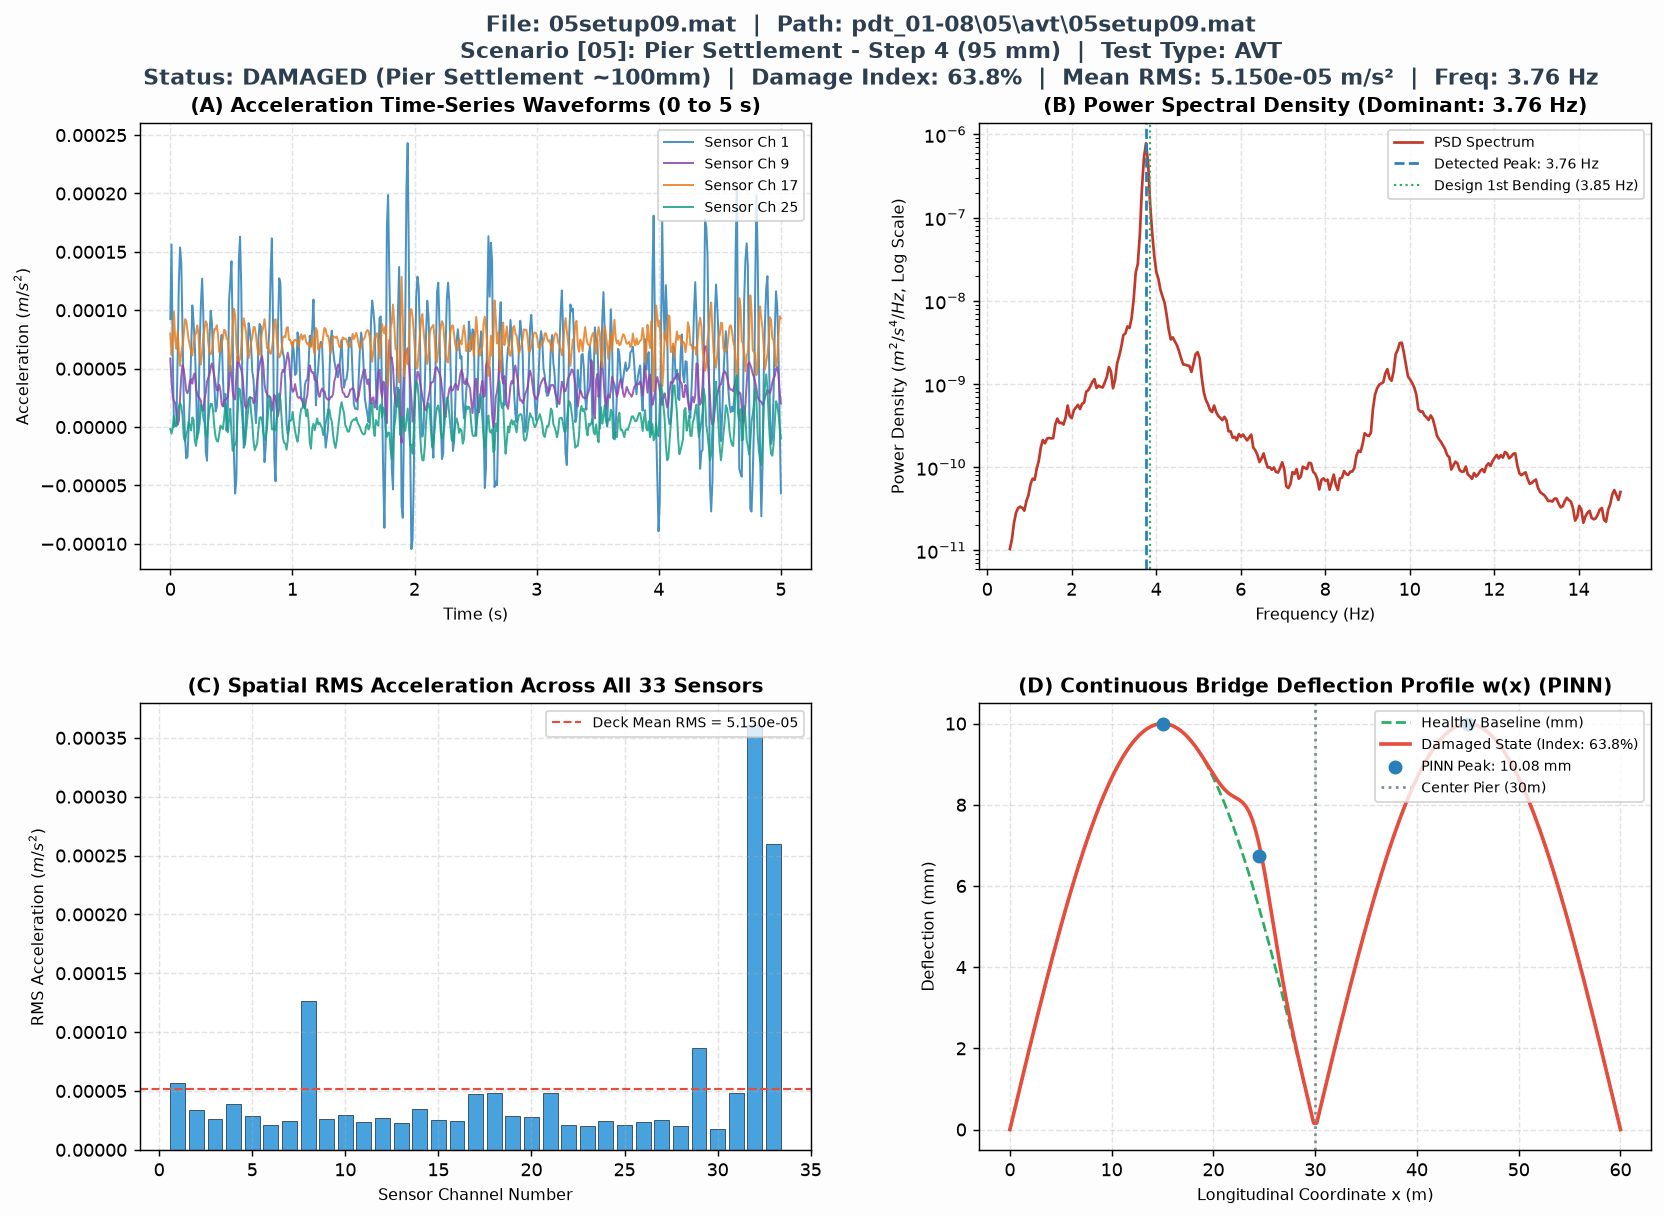 File: 05setup09.mat | Path: pdt_01-08\05\avt\05setup09.mat
Scenario [05]: Pier Settlement - Step 4 (95 mm) | Test Type: AVT
Status: DAMAGED (Pier Settlement ~100mm) | Damage Index: 63.8% | Mean RMS: 5.150e-05 m/s² | Freq: 3.76 Hz
(A) Acceleration Time-Series Waveforms (0 to 5 s)
Sensor Ch 1
Sensor Ch 9
Sensor Ch 17
Sensor Ch 25
Acceleration (m/s²)
0.00025
0.00020
0.00015
0.00010
0.00005
0.00000
−0.00005
−0.00010
0 1 2 3 4 5
Time (s)
(B) Power Spectral Density (Dominant: 3.76 Hz)
PSD Spectrum
Detected Peak: 3.76 Hz
Design 1st Bending (3.85 Hz)
Power Density (m²/s⁴/Hz, Log Scale)
10⁻⁶
10⁻⁷
10⁻⁸
10⁻⁹
10⁻¹⁰
10⁻¹¹
0 2 4 6 8 10 12 14
Frequency (Hz)
(C) Spatial RMS Acceleration Across All 33 Sensors
Deck Mean RMS = 5.150e-05
RMS Acceleration (m/s²)
0.00035
0.00030
0.00025
0.00020
0.00015
0.00010
0.00005
0.00000
0 5 10 15 20 25 30 35
Sensor Channel Number
(D) Continuous Bridge Deflection Profile w(x) (PINN)
Healthy Baseline (mm)
Damaged State (Index: 63.8%)
PINN Peak: 10.08 mm
Center Pier (30m)
Deflection (mm)
10
8
6
4
2
0
0 10 20 30 40 50 60
Longitudinal Coordinate x (m)